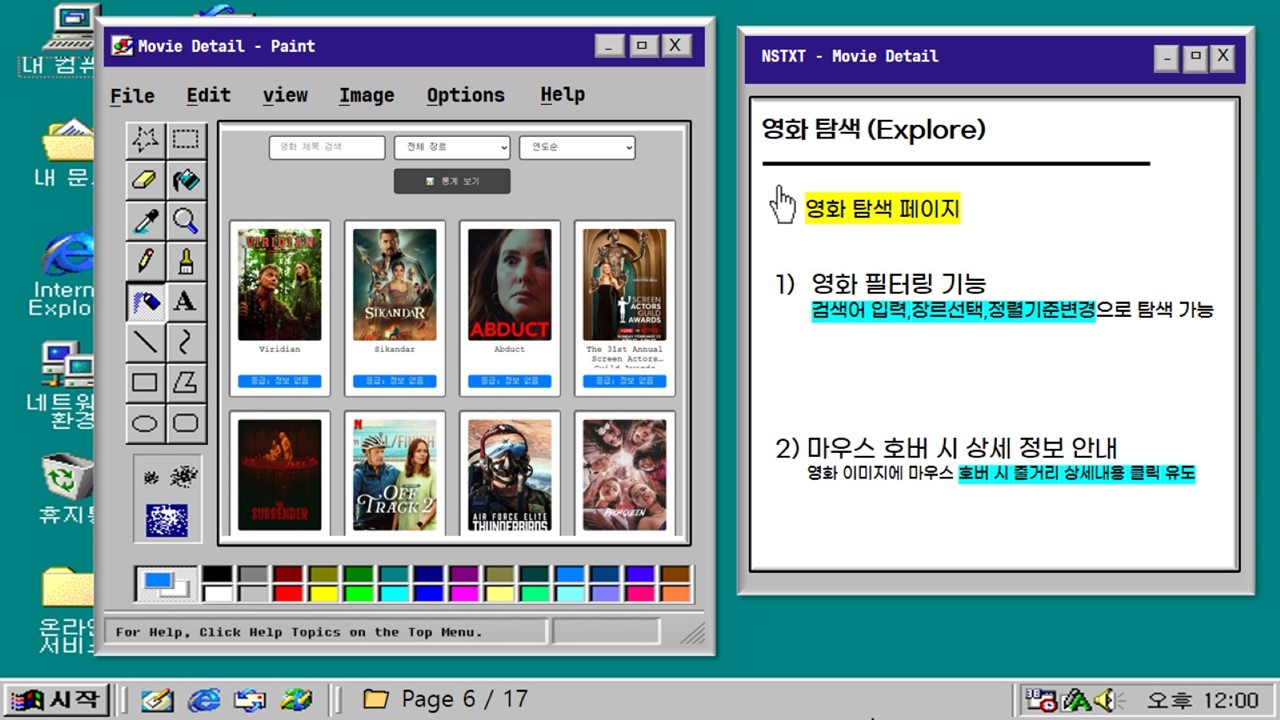 내 컴퓨
내 문서
Intern
Explo
네트워
환경
휴지통
온라인
서비스
Movie Detail - Paint
File Edit view Image Options Help
영화 제목 검색 전체 장르 연도순
통계 보기
VIRIDIAN
SIKANDAR
ABDUCT
SCREEN
ACTORS
GUILD
AWARDS
Viridian Sikandar Abduct The 31st Annual
Screen Actors…
Guild Awards
등급: 정보 없음 등급: 정보 없음 등급: 정보 없음 등급: 정보 없음
THE
SURRENDER
N
FINISH
OFF
TRACK 2
AIR FORCE ELITE
THUNDERBIRDS
PROM QUEEN
For Help, Click Help Topics on the Top Menu.
NSTXT - Movie Detail
영화 탐색 (Explore)
영화 탐색 페이지
1) 영화 필터링 기능
검색어 입력,장르선택,정렬기준변경으로 탐색 가능
2) 마우스 호버 시 상세 정보 안내
영화 이미지에 마우스 호버 시 줄거리 상세내용 클릭 유도
시작
Page 6 / 17
오후 12:00